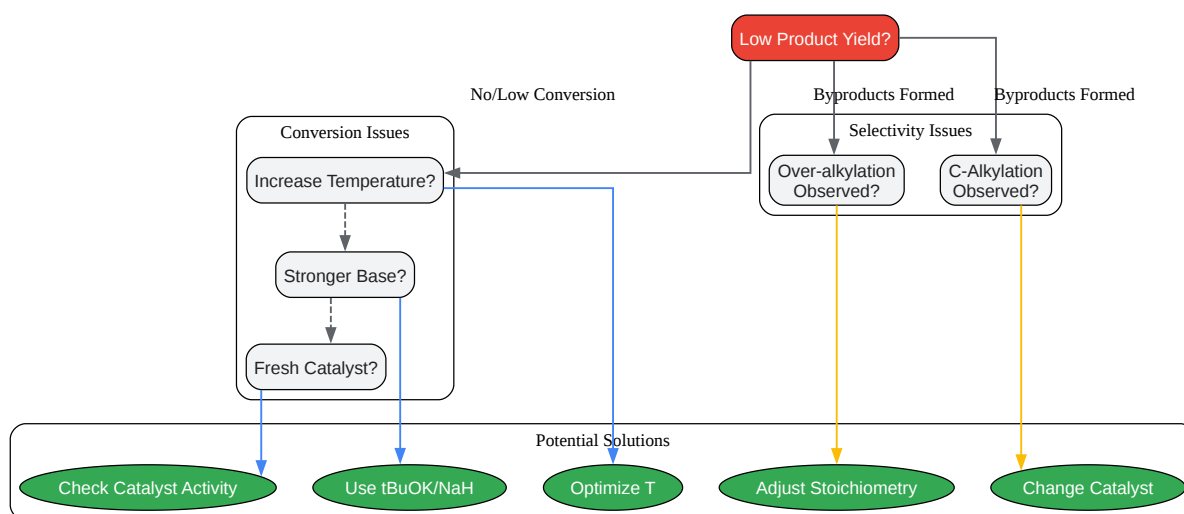 Low Product Yield?
No/Low Conversion
Byproducts Formed
Byproducts Formed
Conversion Issues
Selectivity Issues
Increase Temperature?
Over-alkylation
Observed?
C-Alkylation
Observed?
Stronger Base?
Fresh Catalyst?
Potential Solutions
Check Catalyst Activity
Use tBuOK/NaH
Optimize T
Adjust Stoichiometry
Change Catalyst